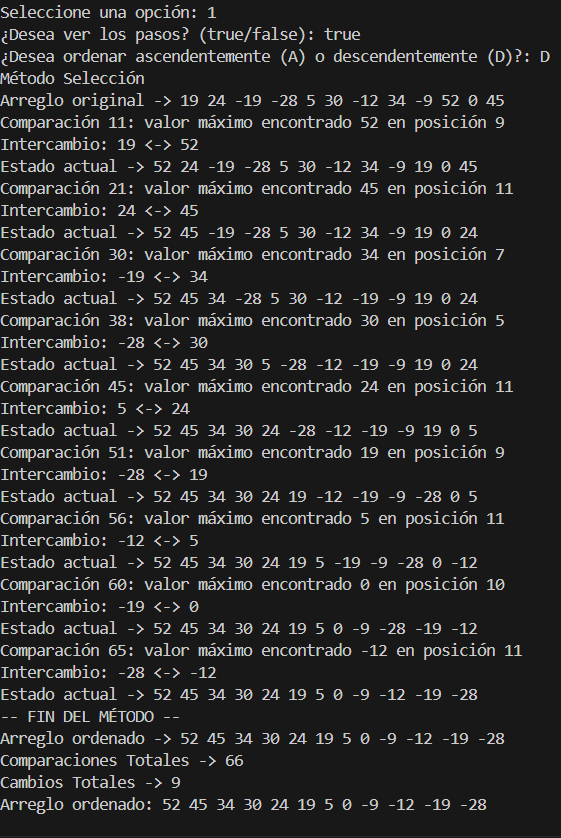 Seleccione una opción: 1
¿Desea ver los pasos? (true/false): true
¿Desea ordenar ascendentemente (A) o descendentemente (D)?: D
Método Selección
Arreglo original -> 19 24 -19 -28 5 30 -12 34 -9 52 0 45
Comparación 11: valor máximo encontrado 52 en posición 9
Intercambio: 19 <-> 52
Estado actual -> 52 24 -19 -28 5 30 -12 34 -9 19 0 45
Comparación 21: valor máximo encontrado 45 en posición 11
Intercambio: 24 <-> 45
Estado actual -> 52 45 -19 -28 5 30 -12 34 -9 19 0 24
Comparación 30: valor máximo encontrado 34 en posición 7
Intercambio: -19 <-> 34
Estado actual -> 52 45 34 -28 5 30 -12 -19 -9 19 0 24
Comparación 38: valor máximo encontrado 30 en posición 5
Intercambio: -28 <-> 30
Estado actual -> 52 45 34 30 5 -28 -12 -19 -9 19 0 24
Comparación 45: valor máximo encontrado 24 en posición 11
Intercambio: 5 <-> 24
Estado actual -> 52 45 34 30 24 -28 -12 -19 -9 19 0 5
Comparación 51: valor máximo encontrado 19 en posición 9
Intercambio: -28 <-> 19
Estado actual -> 52 45 34 30 24 19 -12 -19 -9 -28 0 5
Comparación 56: valor máximo encontrado 5 en posición 11
Intercambio: -12 <-> 5
Estado actual -> 52 45 34 30 24 19 5 -19 -9 -28 0 -12
Comparación 60: valor máximo encontrado 0 en posición 10
Intercambio: -19 <-> 0
Estado actual -> 52 45 34 30 24 19 5 0 -9 -28 -19 -12
Comparación 65: valor máximo encontrado -12 en posición 11
Intercambio: -28 <-> -12
Estado actual -> 52 45 34 30 24 19 5 0 -9 -12 -19 -28
-- FIN DEL MÉTODO --
Arreglo ordenado -> 52 45 34 30 24 19 5 0 -9 -12 -19 -28
Comparaciones Totales -> 66
Cambios Totales -> 9
Arreglo ordenado: 52 45 34 30 24 19 5 0 -9 -12 -19 -28